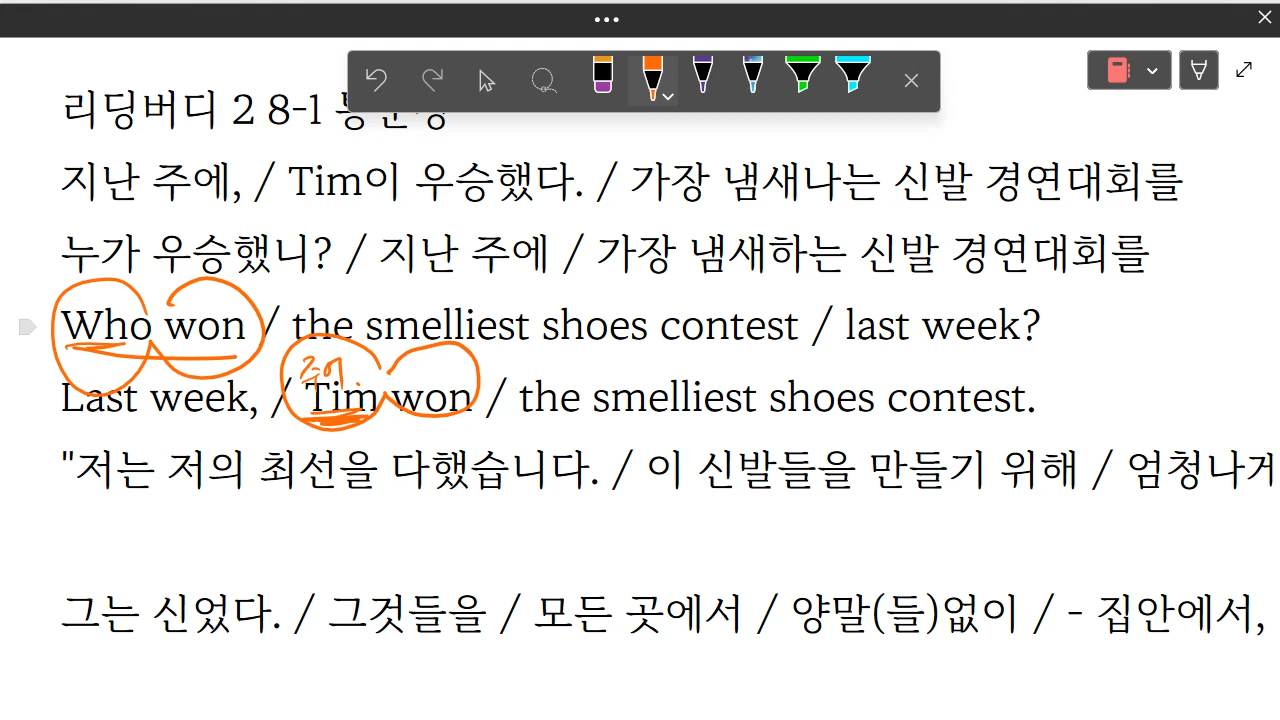 리딩버디 2 8-1 통문장
지난 주에, / Tim이 우승했다. / 가장 냄새나는 신발 경연대회를
누가 우승했니? / 지난 주에 / 가장 냄새하는 신발 경연대회를
Who won / the smelliest shoes contest / last week?
주어.
Last week, / Tim won / the smelliest shoes contest.
"저는 저의 최선을 다했습니다. / 이 신발들을 만들기 위해 / 엄청나게
그는 신었다. / 그것들을 / 모든 곳에서 / 양말(들)없이 / - 집안에서,